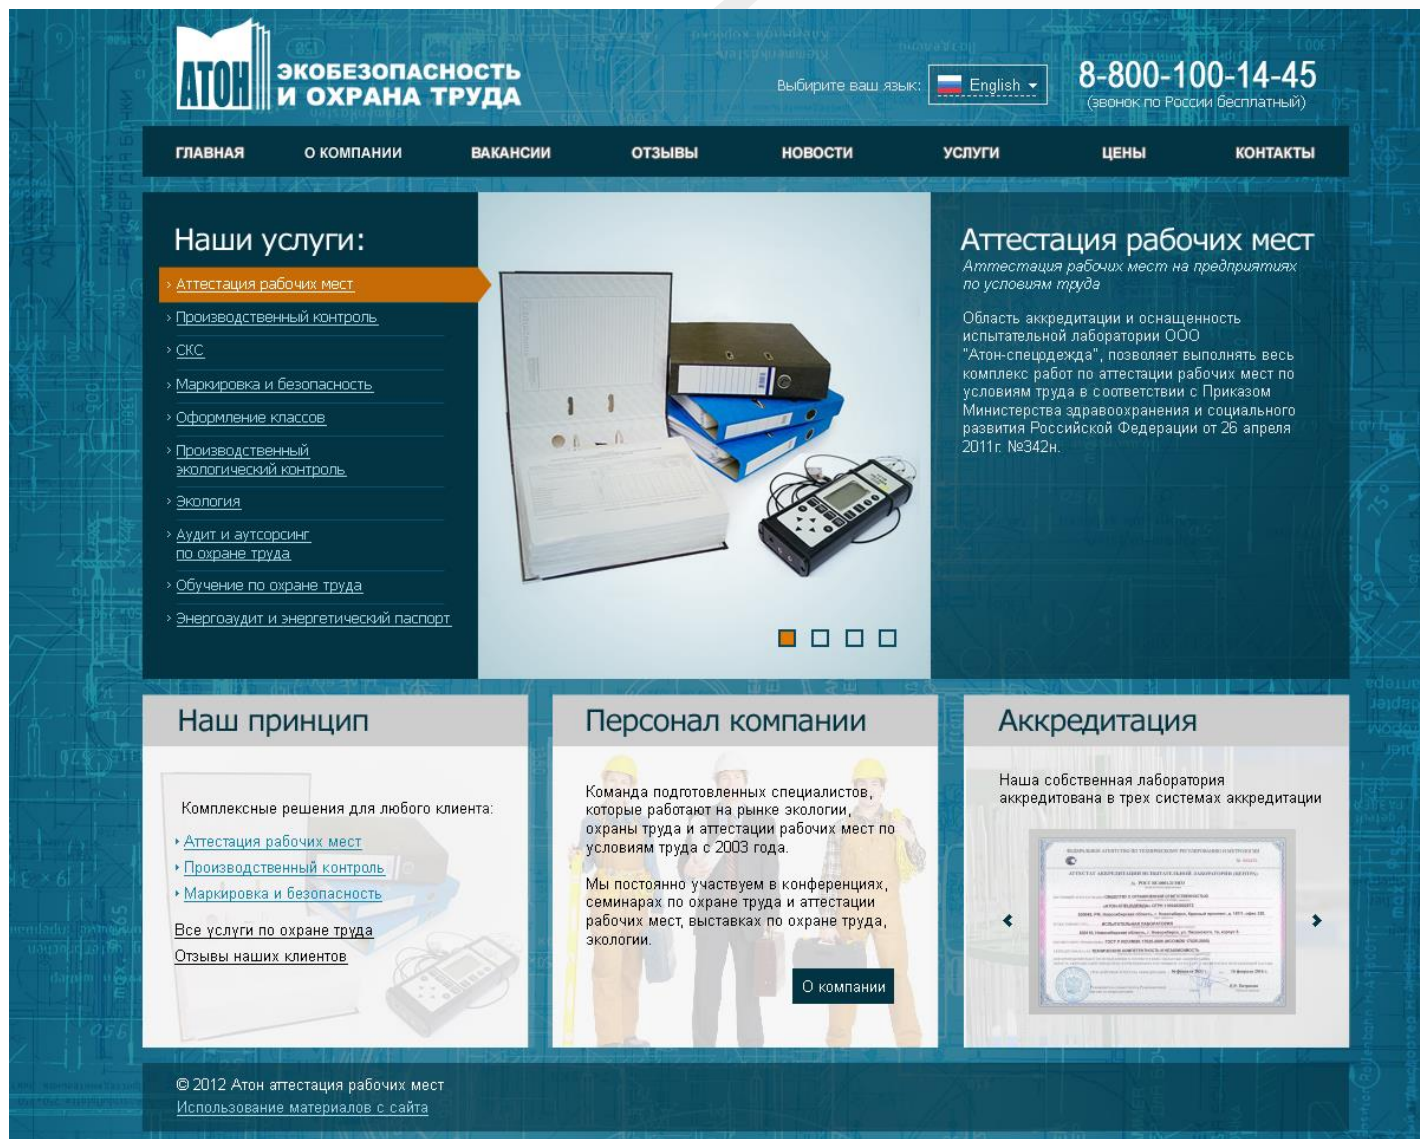 АТОН
ЭКОБЕЗОПАСНОСТЬ
И ОХРАНА ТРУДА
Выбирите ваш язык:
English
8-800-100-14-45
(звонок по России бесплатный)
ГЛАВНАЯ
О КОМПАНИИ
ВАКАНСИИ
ОТЗЫВЫ
НОВОСТИ
УСЛУГИ
ЦЕНЫ
КОНТАКТЫ
Наши услуги:
Аттестация рабочих мест
Производственный контроль
СКС
Маркировка и безопасность
Оформление классов
Производственный
экологический контроль
Экология
Аудит и аутсорсинг
по охране труда
Обучение по охране труда
Энергоаудит и энергетический паспорт
Аттестация рабочих мест
Аттестация рабочих мест на предприятиях
по условиям труда
Область аккредитации и оснащенность
испытательной лаборатории ООО
"Атон-спецодежда", позволяет выполнять весь
комплекс работ по аттестации рабочих мест по
условиям труда в соответствии с Приказом
Министерства здравоохранения и социального
развития Российской Федерации от 26 апреля
2011г. №342н.
Наш принцип
Комплексные решения для любого клиента:
Аттестация рабочих мест
Производственный контроль
Маркировка и безопасность
Все услуги по охране труда
Отзывы наших клиентов
Персонал компании
Команда подготовленных специалистов,
которые работают на рынке экологии,
охраны труда и аттестации рабочих мест по
условиям труда с 2003 года.
Мы постоянно участвуем в конференциях,
семинарах по охране труда и аттестации
рабочих мест, выставках по охране труда,
экологии.
О компании
Аккредитация
Наша собственная лаборатория
аккредитована в трех системах аккредитации
© 2012 Атон аттестация рабочих мест
Использование материалов с сайта